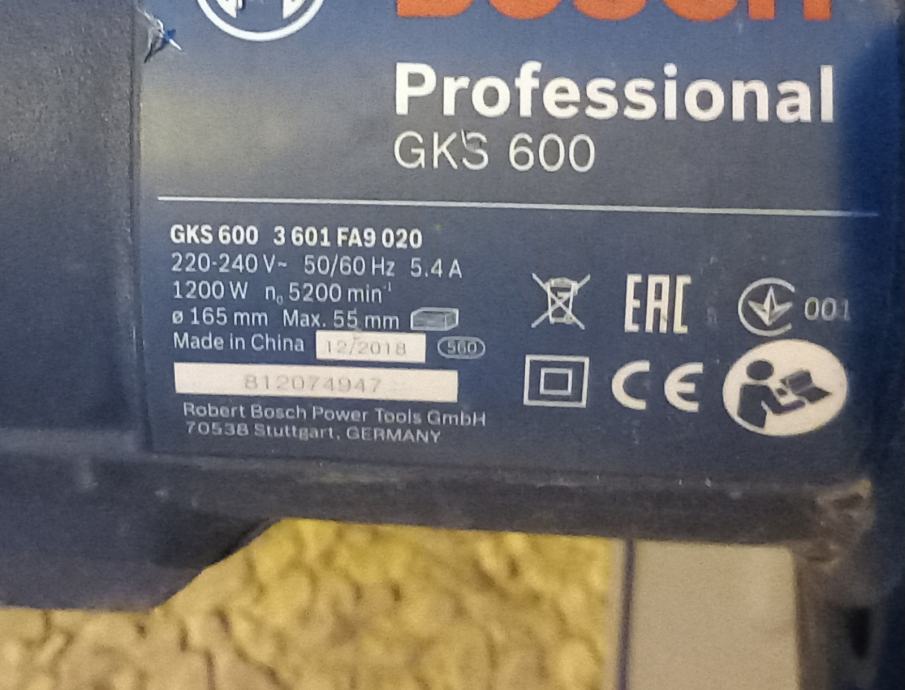 BOSCH
Professional
GKS 600
GKS 600 3 601 FA9 020
220-240 V~ 50/60 Hz 5.4 A
1200 W n₀ 5200 min⁻¹
ø 165 mm Max. 55 mm
Made in China 12/2018 560
812074947
Robert Bosch Power Tools GmbH
70538 Stuttgart, GERMANY
EAC
001
CE